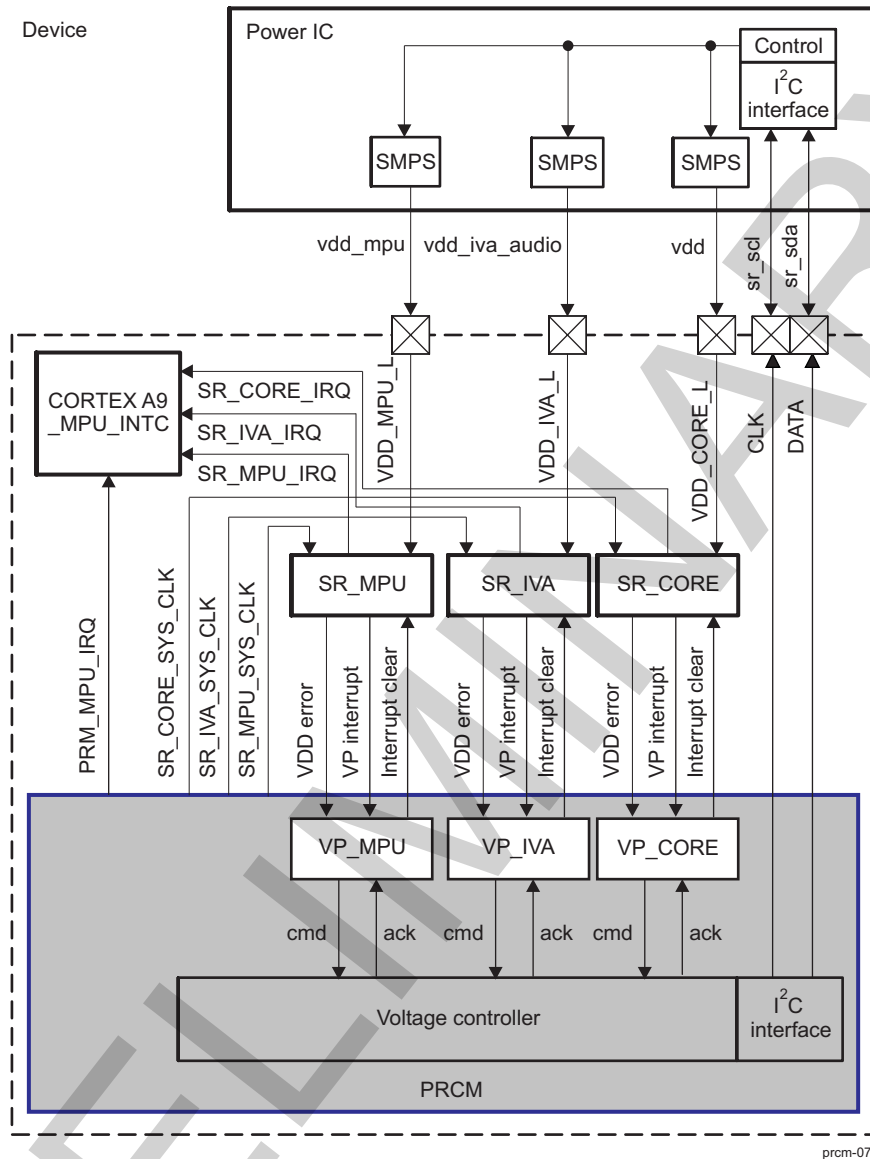 Device
Power IC
Control
I2C
interface
SMPS
SMPS
SMPS
vdd_mpu
vdd_iva_audio
vdd
sr_scl
sr_sda
CORTEX A9
_MPU_INTC
SR_CORE_IRQ
SR_IVA_IRQ
SR_MPU_IRQ
VDD_MPU_L
VDD_IVA_L
VDD_CORE_L
CLK
DATA
SR_MPU
SR_IVA
SR_CORE
PRM_MPU_IRQ
SR_CORE_SYS_CLK
SR_IVA_SYS_CLK
SR_MPU_SYS_CLK
VDD error
VP interrupt
Interrupt clear
VDD error
VP interrupt
Interrupt clear
VDD error
VP interrupt
Interrupt clear
VP_MPU
VP_IVA
VP_CORE
cmd
ack
cmd
ack
cmd
ack
Voltage controller
I2C
interface
PRCM
prcm-07